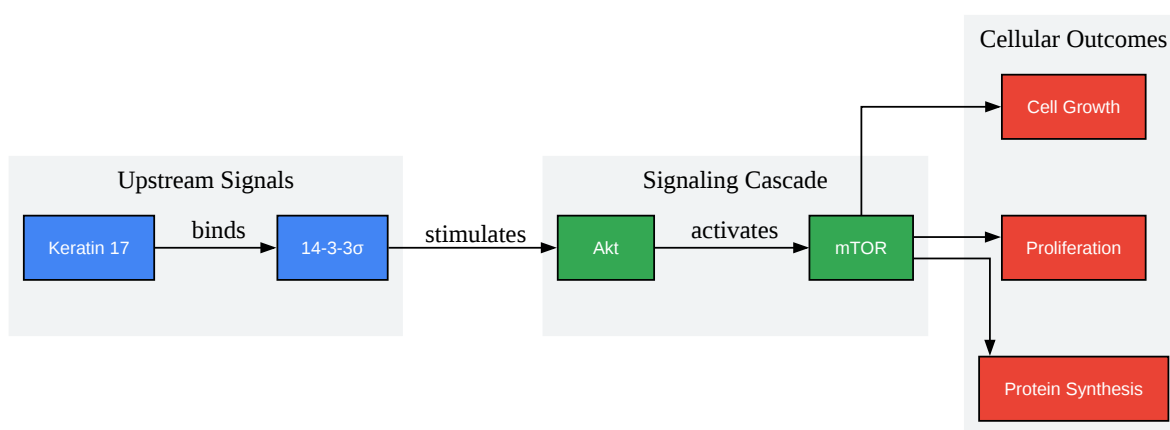 Cellular Outcomes
Cell Growth
Upstream Signals
Signaling Cascade
Keratin 17
binds
14-3-3σ
stimulates
Akt
activates
mTOR
Proliferation
Protein Synthesis